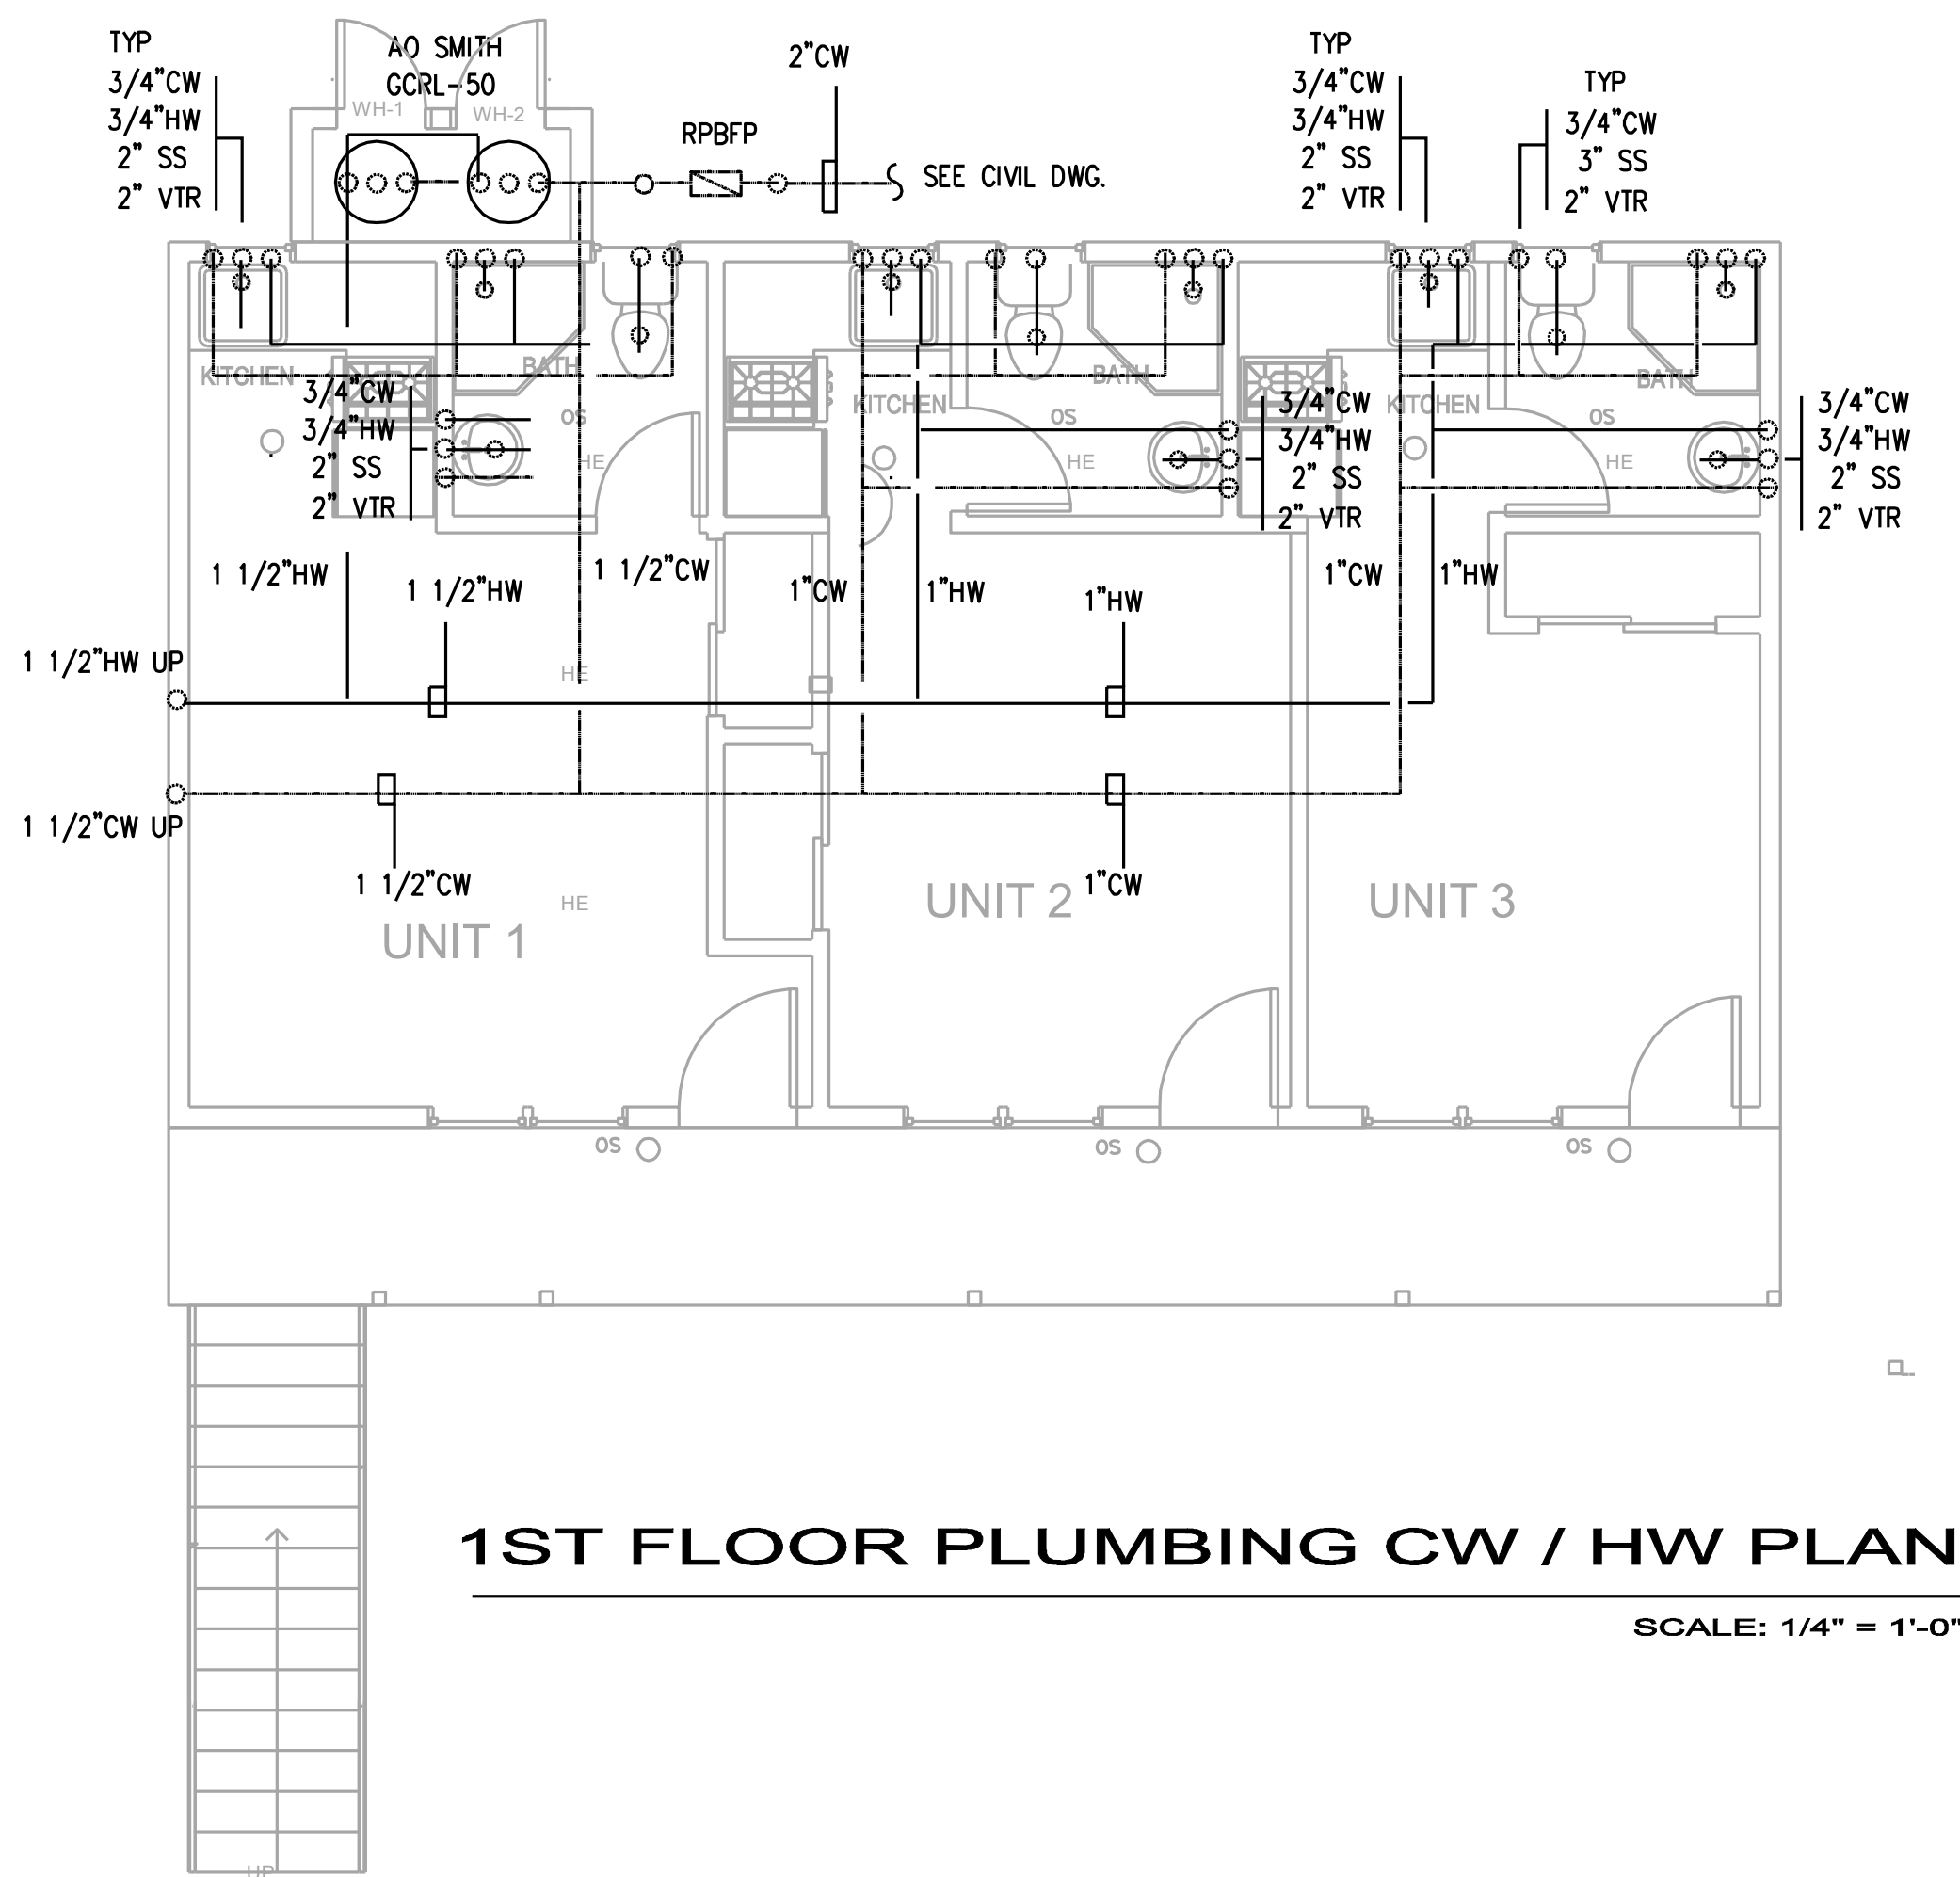 TYP
3/4"CW
3/4"HW
2" SS
2" VTR
AO SMITH
GCRL-50
WH-1
WH-2
2"CW
RPBFP
SEE CIVIL DWG.
TYP
3/4"CW
3/4"HW
2" SS
2" VTR
TYP
3/4"CW
3" SS
2" VTR
KITCHEN
BATH
3/4"CW
3/4"HW
2" SS
2" VTR
OS
HE
KITCHEN
BATH
OS
HE
3/4"CW
3/4"HW
2" SS
2" VTR
KITCHEN
BATH
OS
HE
3/4"CW
3/4"HW
2" SS
2" VTR
1 1/2"HW
1 1/2"HW
1 1/2"CW
1"CW
1"HW
1"HW
1"CW
1"HW
1 1/2"HW UP
HE
1 1/2"CW UP
1 1/2"CW
1"CW
HE
UNIT 1
UNIT 2
UNIT 3
OS
OS
OS
1ST FLOOR PLUMBING CW / HW PLAN
SCALE: 1/4" = 1'-0"